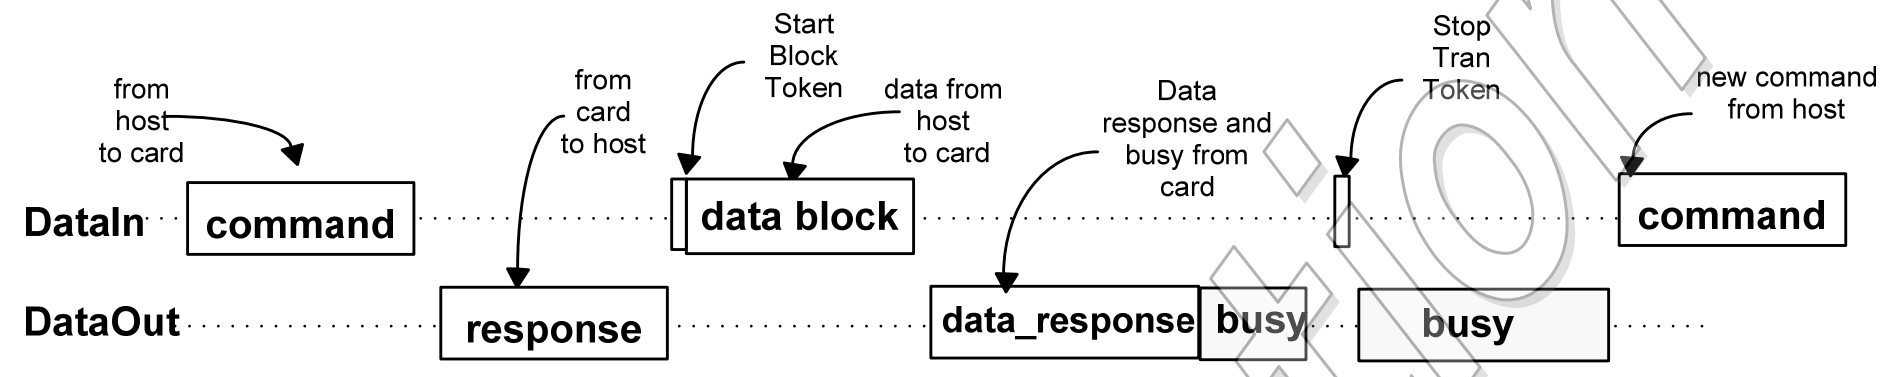 from
host
to card
from
card
to host
Start
Block
Token
data from
host
to card
Data
response and
busy from
card
Stop
Tran
Token
new command
from host
DataIn
command
data block
command
DataOut
response
data_response
busy
busy